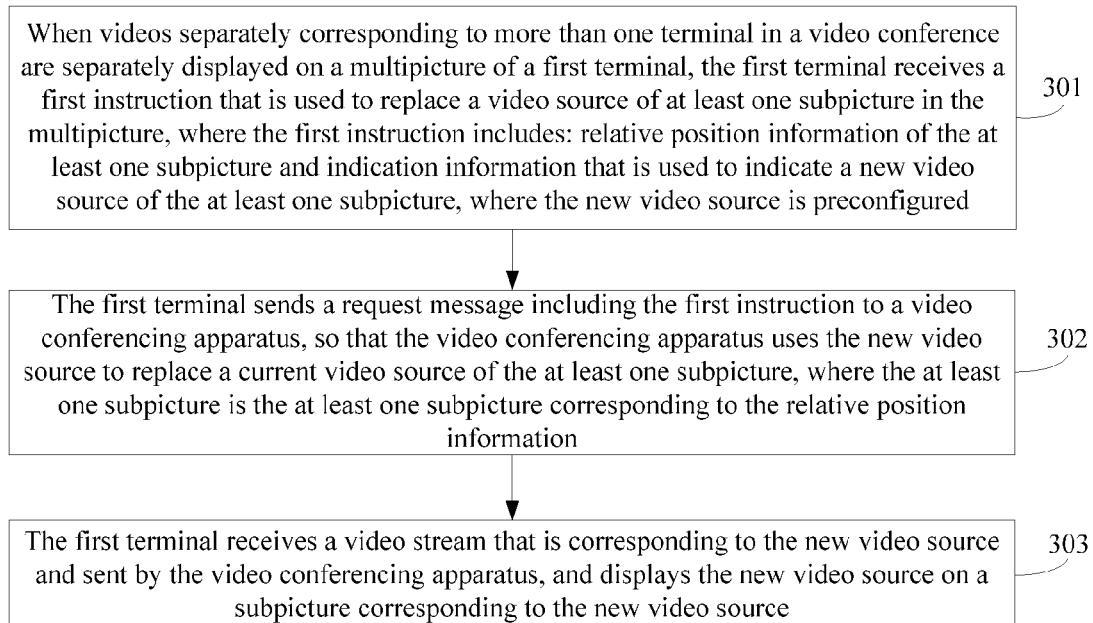 When videos separately corresponding to more than one terminal in a video conference
are separately displayed on a multipicture of a first terminal, the first terminal receives a
first instruction that is used to replace a video source of at least one subpicture in the
multipicture, where the first instruction includes: relative position information of the at
least one subpicture and indication information that is used to indicate a new video
source of the at least one subpicture, where the new video source is preconfigured
301
The first terminal sends a request message including the first instruction to a video
conferencing apparatus, so that the video conferencing apparatus uses the new video
source to replace a current video source of the at least one subpicture, where the at least
one subpicture is the at least one subpicture corresponding to the relative position
information
302
The first terminal receives a video stream that is corresponding to the new video source
and sent by the video conferencing apparatus, and displays the new video source on a
subpicture corresponding to the new video source
303